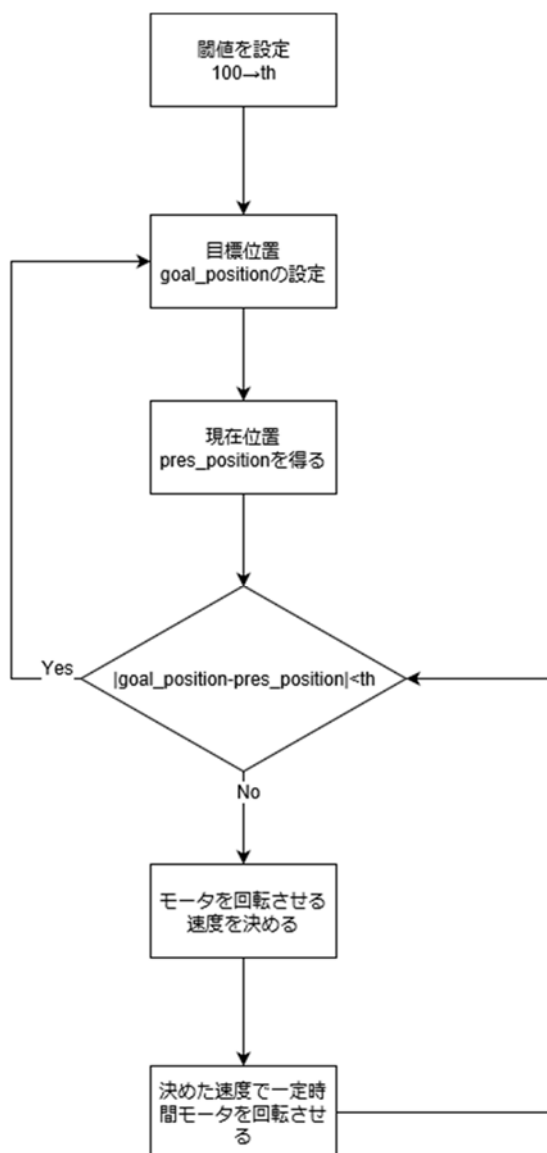 閾値を設定
100→th
目標位置
goal_positionの設定
現在位置
pres_positionを得る
|goal_position-pres_position|<th
Yes
No
モータを回転させる
速度を決める
決めた速度で一定時
間モータを回転させ
る